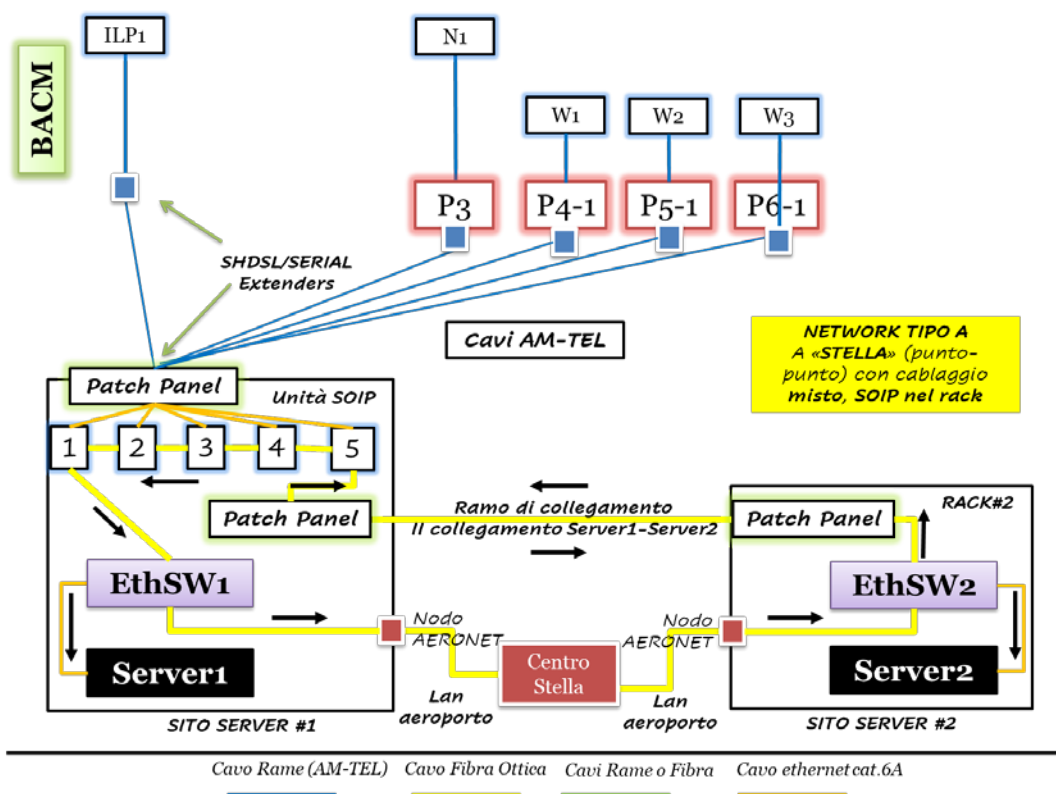 BACM
ILP1
N1
W1
W2
W3
P3
P4-1
P5-1
P6-1
SHDSL/SERIAL
Extenders
Cavi AM-TEL
NETWORK TIPO A
A «STELLA» (punto-
punto) con cablaggio
misto, SOIP nel rack
Patch Panel
Unità SOIP
1
2
3
4
5
Patch Panel
Ramo di collegamento
II collegamento Server1-Server2
Patch Panel
RACK#2
EthSW1
EthSW2
Nodo
AERONET
Nodo
AERONET
Server1
Centro
Stella
Server2
Lan
aeroporto
Lan
aeroporto
SITO SERVER #1
SITO SERVER #2
Cavo Rame (AM-TEL)
Cavo Fibra Ottica
Cavi Rame o Fibra
Cavo ethernet cat.6A